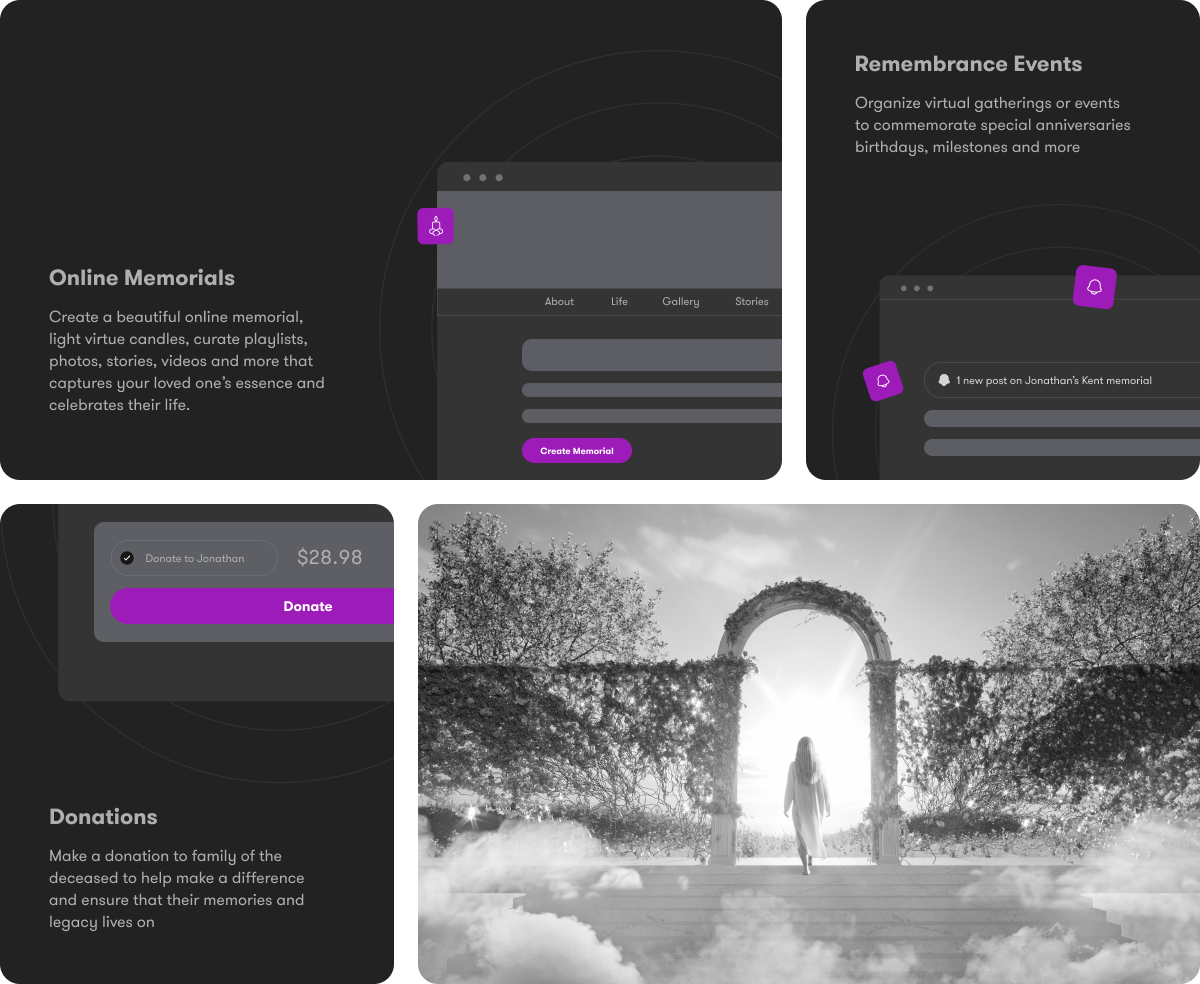 Online Memorials
Create a beautiful online memorial,
light virtue candles, curate playlists,
photos, stories, videos and more that
captures your loved one’s essence and
celebrates their life.
About Life Gallery Stories
Create Memorial
Remembrance Events
Organize virtual gatherings or events
to commemorate special anniversaries
birthdays, milestones and more
1 new post on Jonathan’s Kent memorial
Donate to Jonathan $28.98
Donate
Donations
Make a donation to family of the
deceased to help make a difference
and ensure that their memories and
legacy lives on